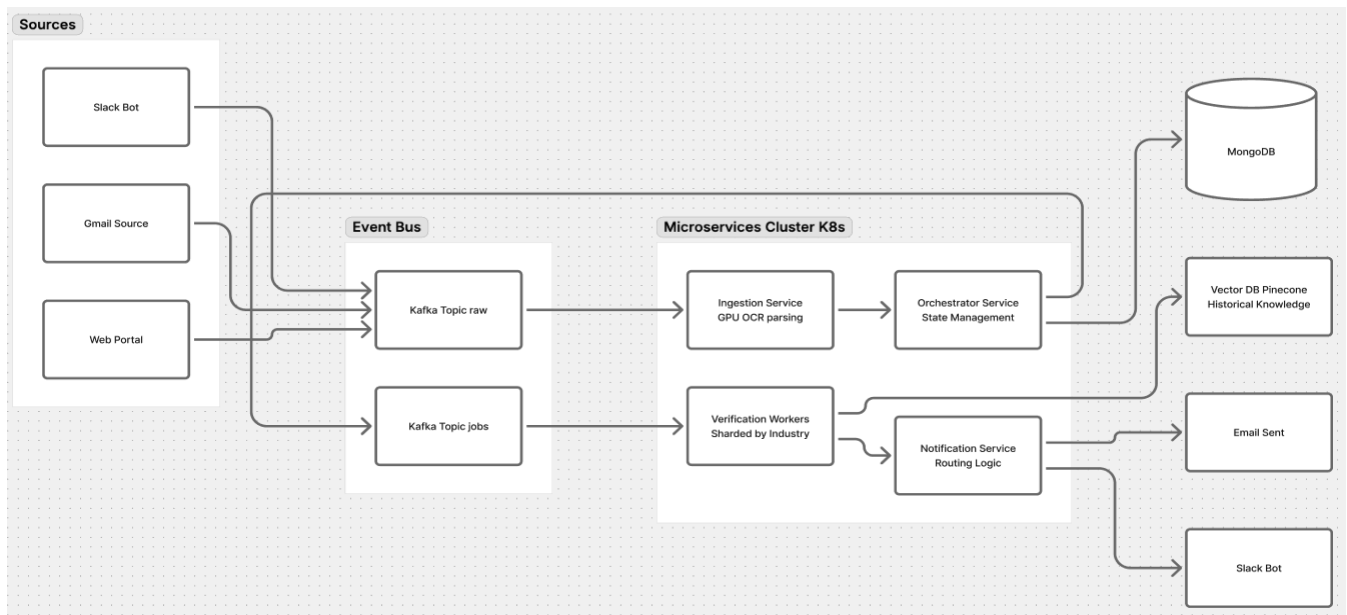 Sources
Slack Bot
Gmail Source
Web Portal
Event Bus
Kafka Topic raw
Kafka Topic jobs
Microservices Cluster K8s
Ingestion Service
GPU OCR parsing
Orchestrator Service
State Management
Verification Workers
Sharded by Industry
Notification Service
Routing Logic
MongoDB
Vector DB Pinecone
Historical Knowledge
Email Sent
Slack Bot